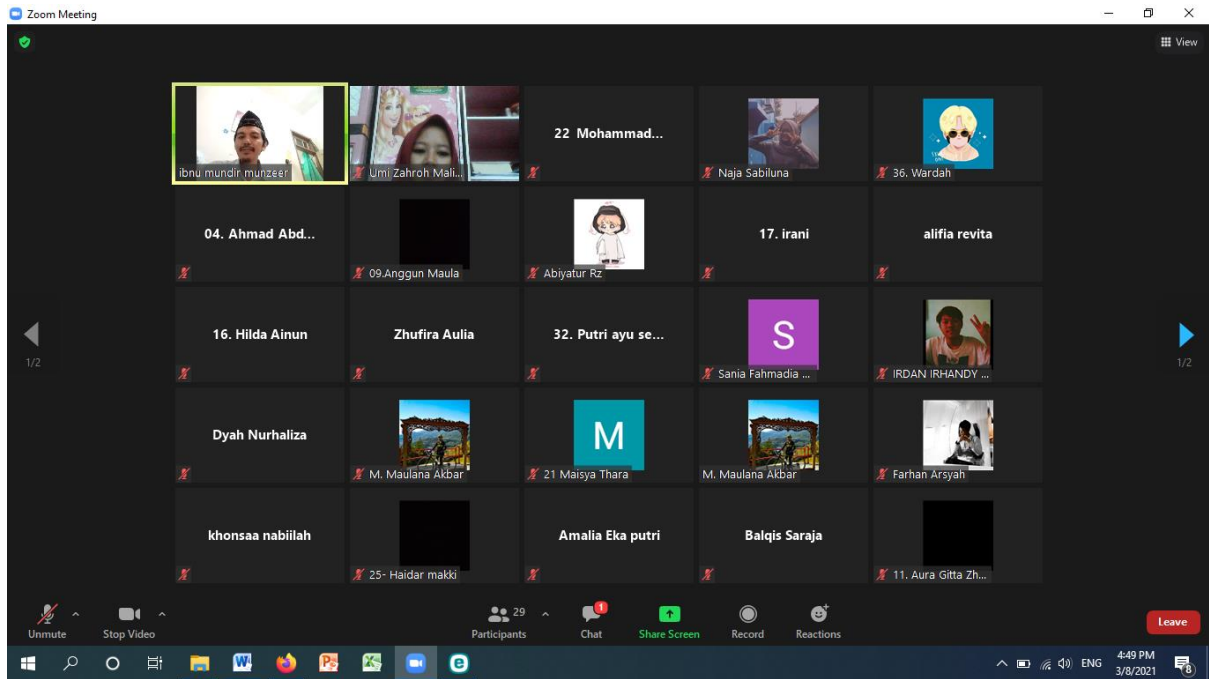 Zoom Meeting
View
ibnu mundir munzeer
Umi Zahroh Mali...
22 Mohammad...
Naja Sabiluna
36. Wardah
04. Ahmad Abd...
09.Anggun Maula
Abiyatur Rz
17. irani
alifia revita
16. Hilda Ainun
Zhufira Aulia
32. Putri ayu se...
S
Sania Fahmadia ...
IRDAN IRHANDY ...
1/2
1/2
Dyah Nurhaliza
M. Maulana Akbar
M
21 Maisya Thara
M. Maulana Akbar
Farhan Arsyah
khonsaa nabiilah
25- Haidar makki
Amalia Eka putri
Balqis Saraja
11. Aura Gitta Zh...
Unmute
Stop Video
29
Participants
1
Chat
Share Screen
Record
Reactions
Leave
ENG
4:49 PM
3/8/2021
8